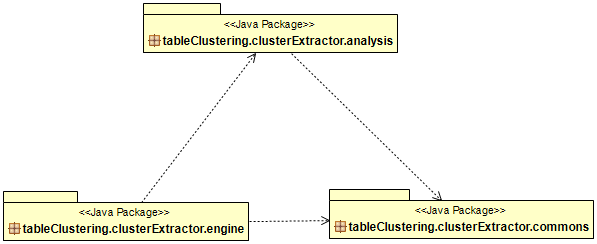 <<Java Package>>
tableClustering.clusterExtractor.analysis
<<Java Package>>
tableClustering.clusterExtractor.engine
<<Java Package>>
tableClustering.clusterExtractor.commons